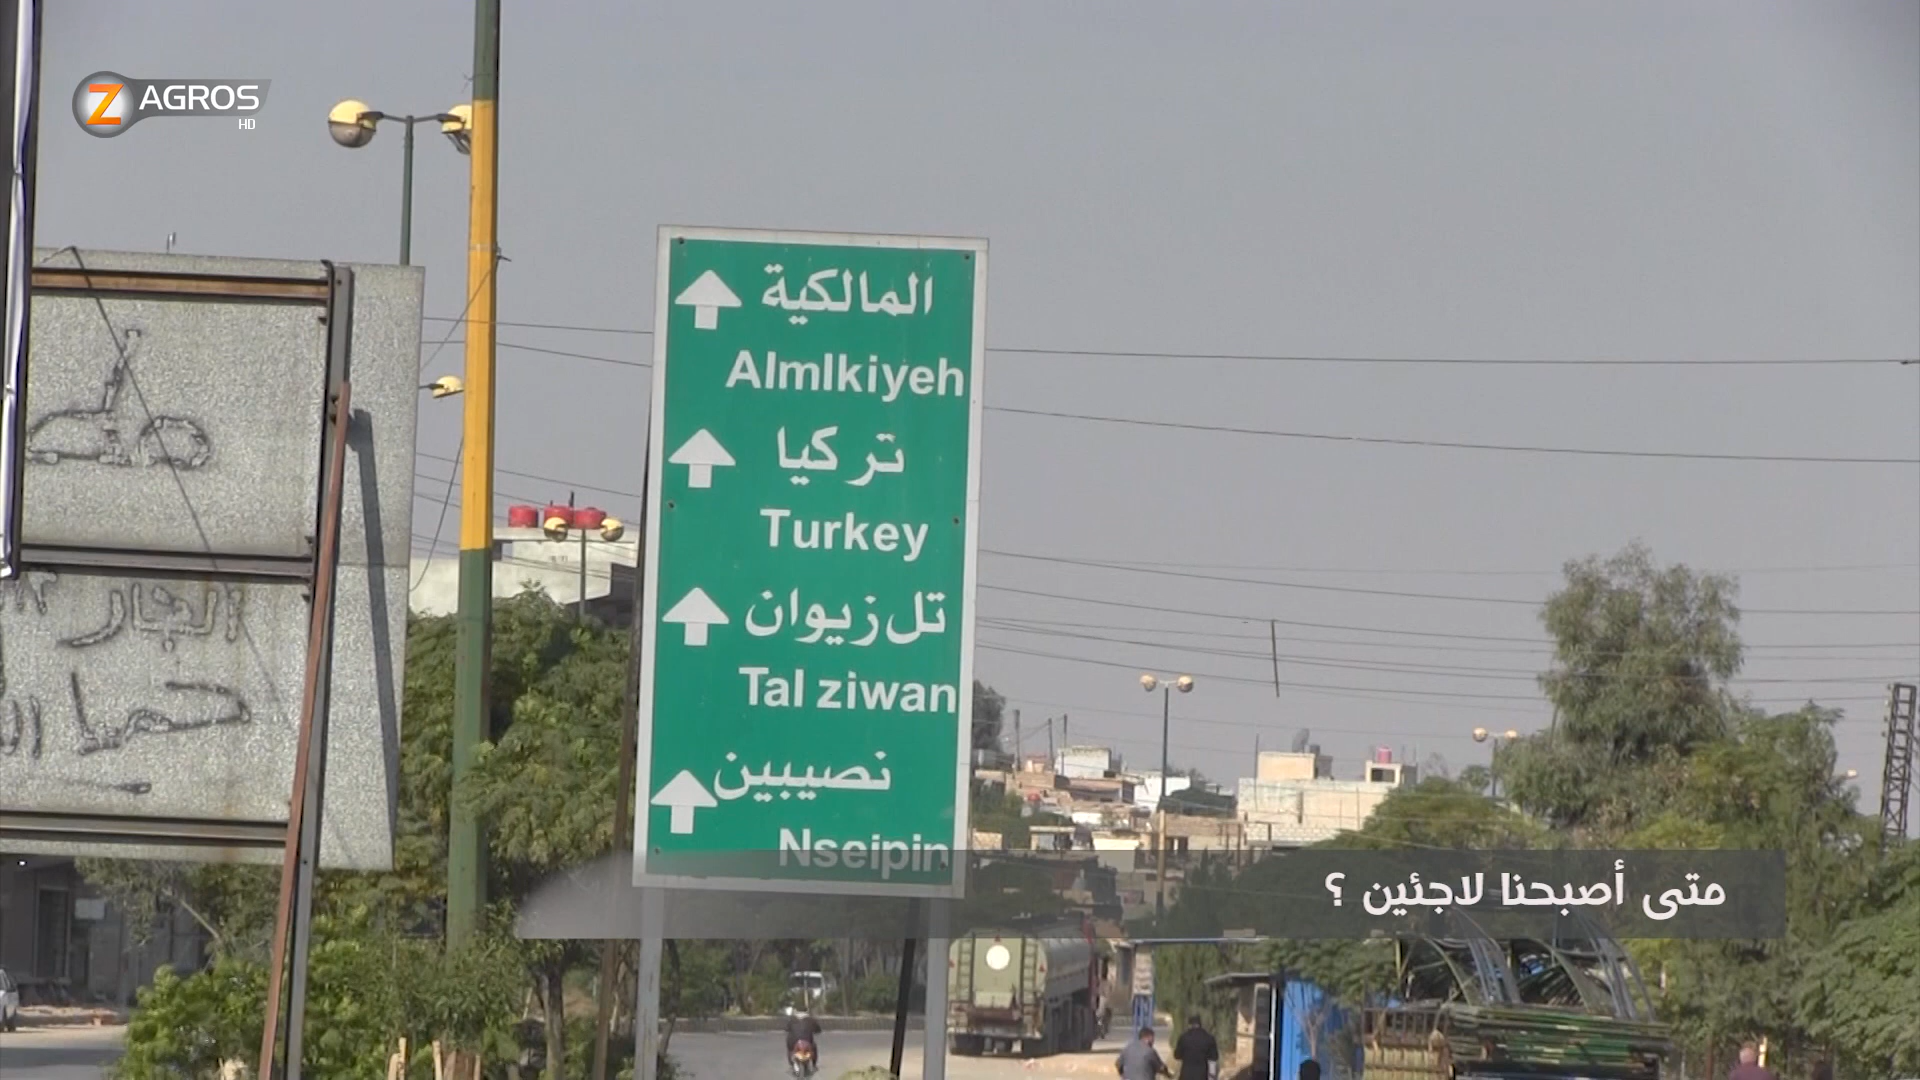 Z AGROS
HD
المالكية
Almlkiyeh
تركيا
Turkey
تل زيوان
Tal ziwan
نصيبين
Nseipin
متى أصبحنا لاجئين ؟